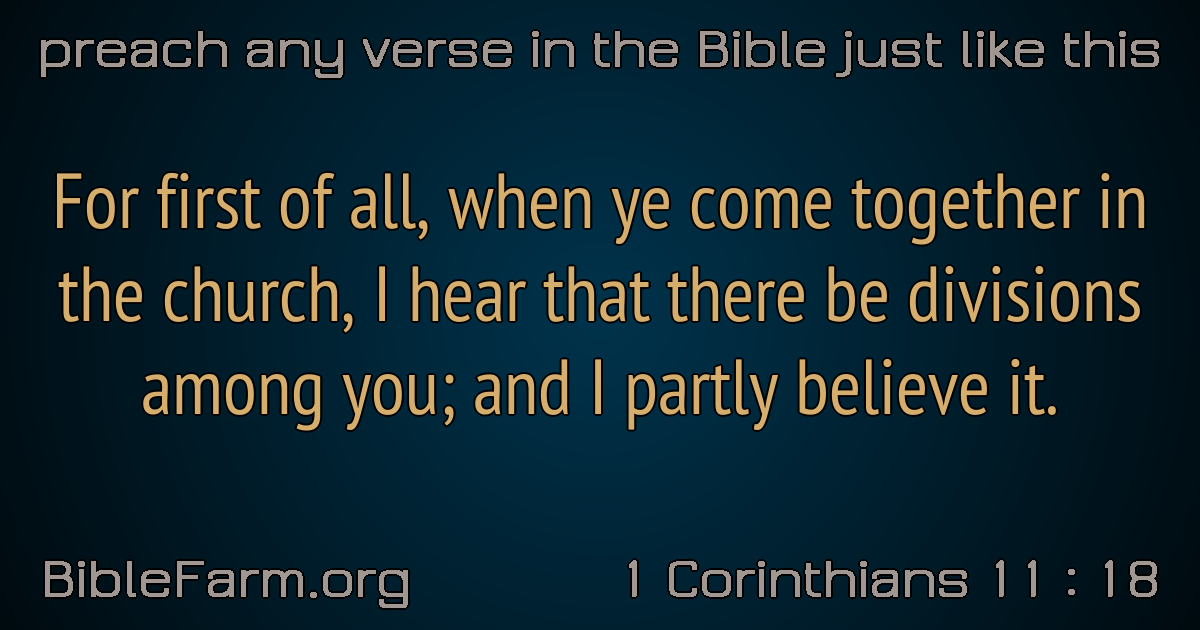 preach any verse in the Bible just like this
For first of all, when ye come together in
the church, I hear that there be divisions
among you; and I partly believe it.
BibleFarm.org
1 Corinthians 11 : 18